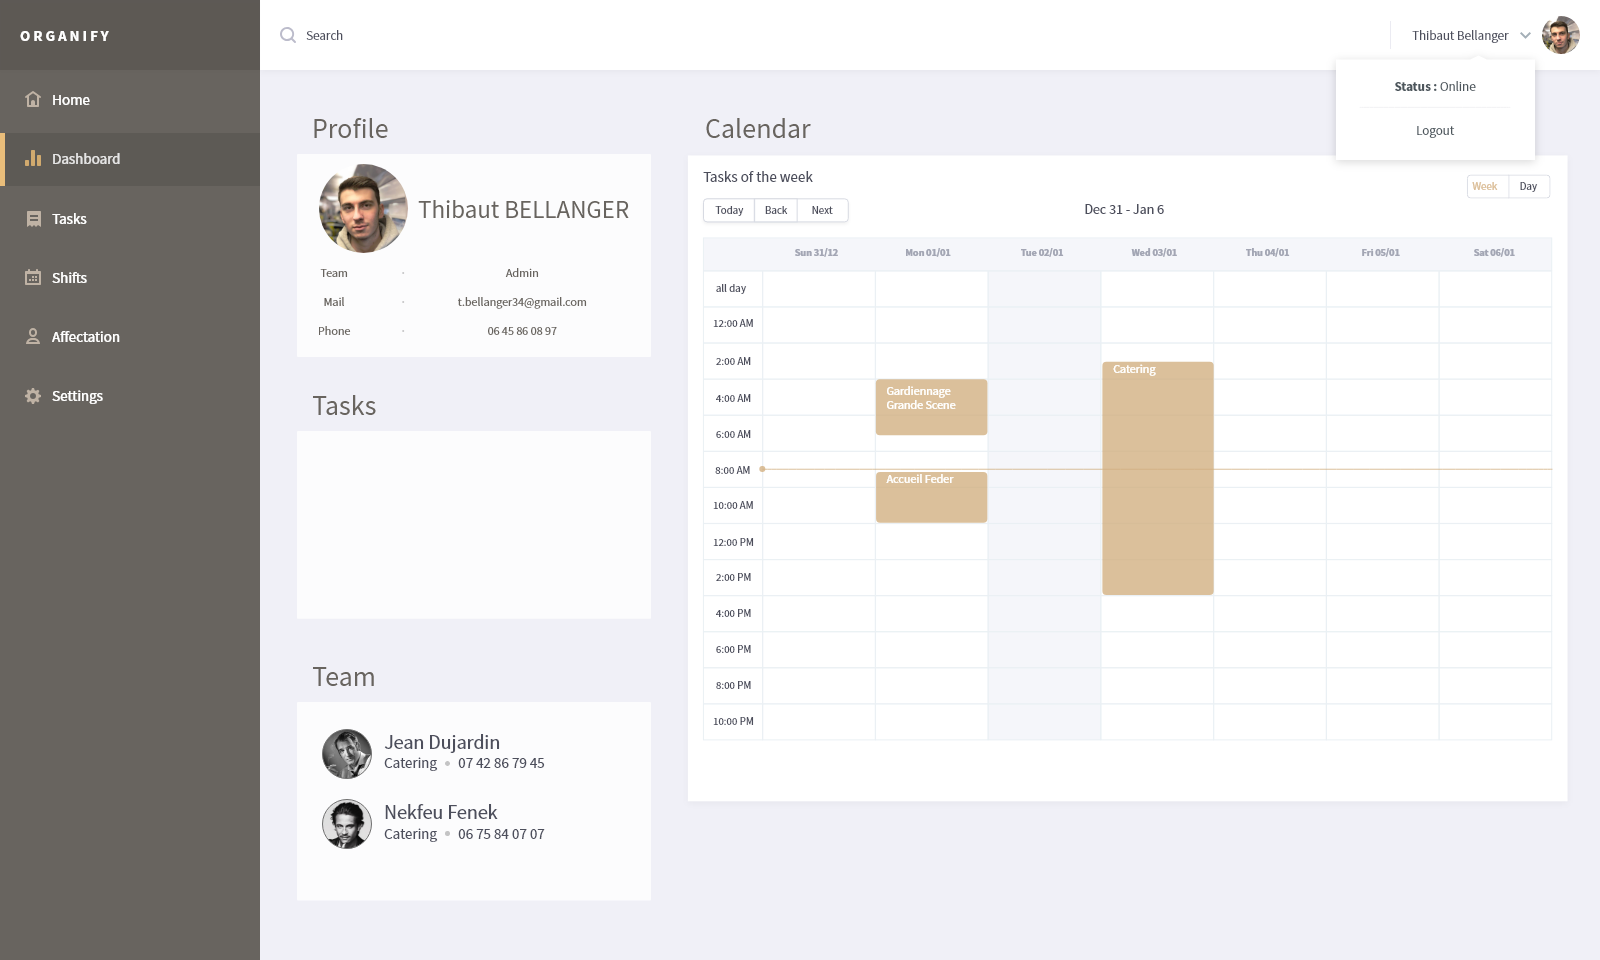 ORGANIFY
Search
Thibaut Bellanger
Status : Online
Logout
Home
Dashboard
Tasks
Shifts
Affectation
Settings
Profile
Thibaut BELLANGER
Team · Admin
Mail · t.bellanger34@gmail.com
Phone · 06 45 86 08 97
Tasks
Team
Jean Dujardin
Catering • 07 42 86 79 45
Nekfeu Fenek
Catering • 06 75 84 07 07
Calendar
Tasks of the week
Week Day
Today Back Next
Dec 31 - Jan 6
Sun 31/12 Mon 01/01 Tue 02/01 Wed 03/01 Thu 04/01 Fri 05/01 Sat 06/01
all day
12:00 AM
2:00 AM
Catering
4:00 AM
Gardiennage
Grande Scene
6:00 AM
8:00 AM
Accueil Feder
10:00 AM
12:00 PM
2:00 PM
4:00 PM
6:00 PM
8:00 PM
10:00 PM